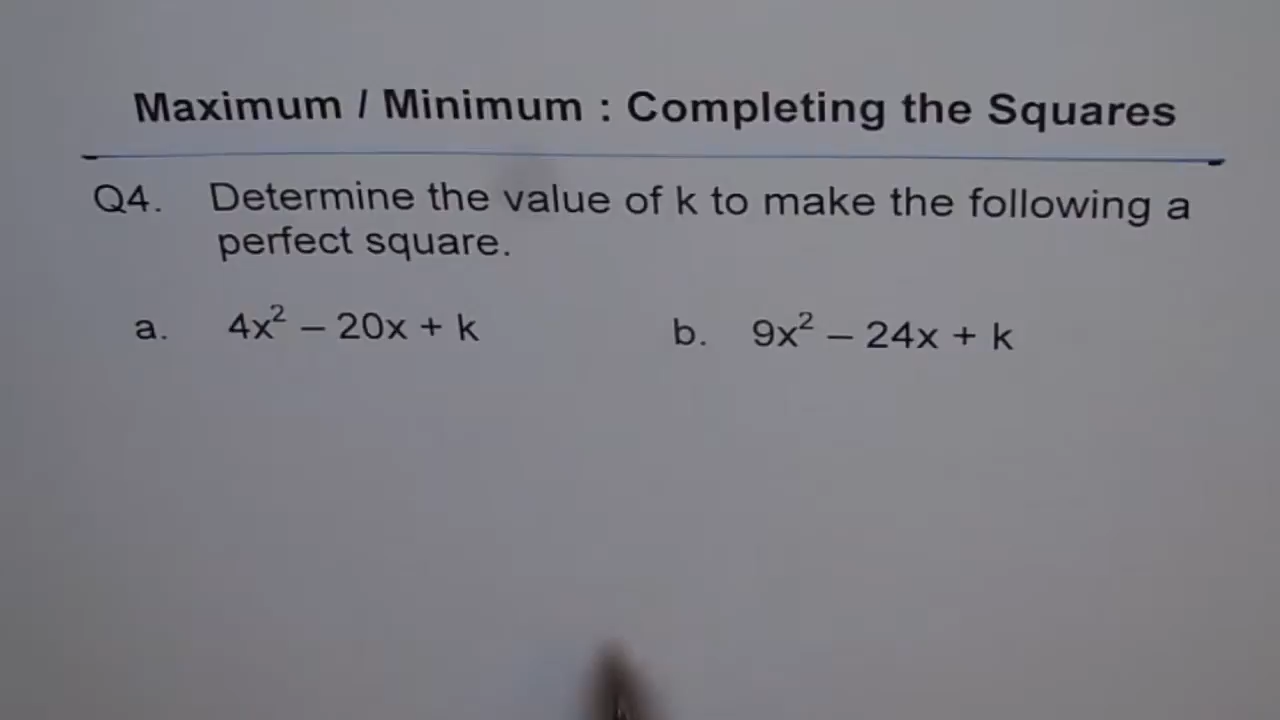 Maximum / Minimum : Completing the Squares
Q4. Determine the value of k to make the following a
perfect square.
a. 4x² – 20x + k b. 9x² – 24x + k